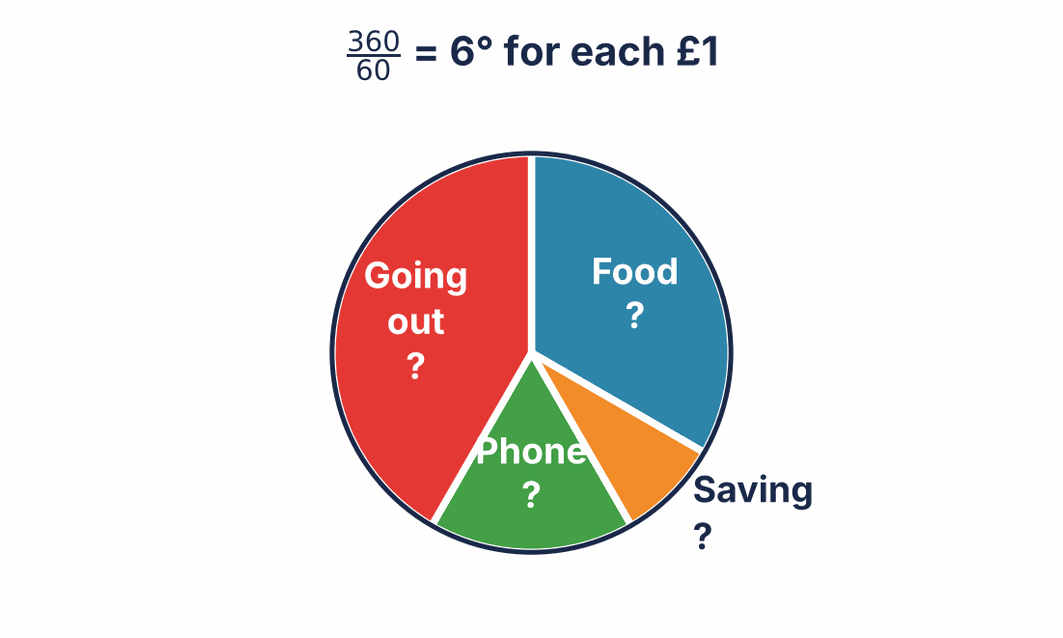 360/60 = 6° for each £1
Going
out
?
Food
?
Phone
?
Saving
?